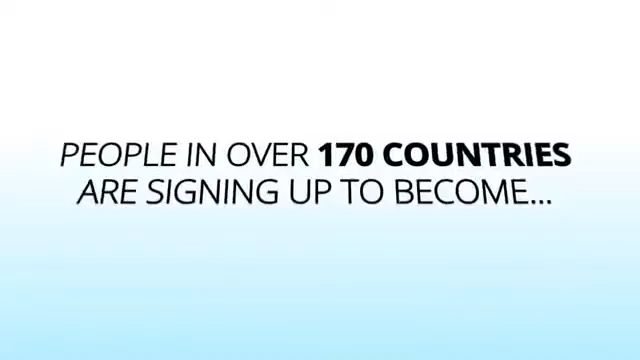 PEOPLE IN OVER 170 COUNTRIES
ARE SIGNING UP TO BECOME...